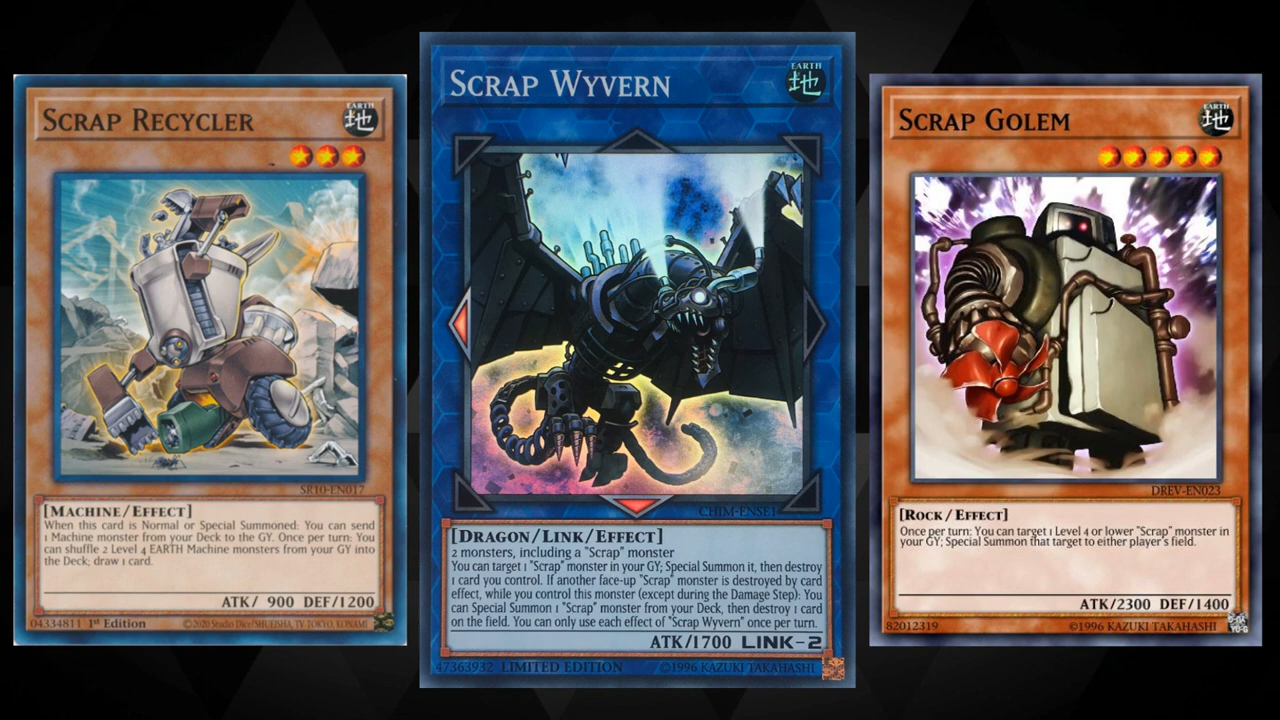 SCRAP RECYCLER
EARTH
地
SR10-EN017
[MACHINE/EFFECT]
When this card is Normal or Special Summoned: You can send
1 Machine monster from your Deck to the GY. Once per turn: You
can shuffle 2 Level 4 EARTH Machine monsters from your GY into
the Deck; draw 1 card.
ATK/ 900 DEF/1200
04334811 1st Edition ©2020 Studio Dice/SHUEISHA, TV TOKYO, KONAMI
SCRAP WYVERN
EARTH
地
CHIM-ENSE1
[DRAGON/LINK/EFFECT]
2 monsters, including a "Scrap" monster
You can target 1 "Scrap" monster in your GY; Special Summon it, then destroy
1 card you control. If another face-up "Scrap" monster is destroyed by card
effect, while you control this monster (except during the Damage Step): You
can Special Summon 1 "Scrap" monster from your Deck, then destroy 1 card
on the field. You can only use each effect of "Scrap Wyvern" once per turn.
ATK/1700 LINK-2
47363932 LIMITED EDITION ©1996 KAZUKI TAKAHASHI
SCRAP GOLEM
EARTH
地
DREV-EN023
[ROCK/EFFECT]
Once per turn: You can target 1 Level 4 or lower "Scrap" monster in
your GY; Special Summon that target to either player's field.
ATK/2300 DEF/1400
82012319 ©1996 KAZUKI TAKAHASHI